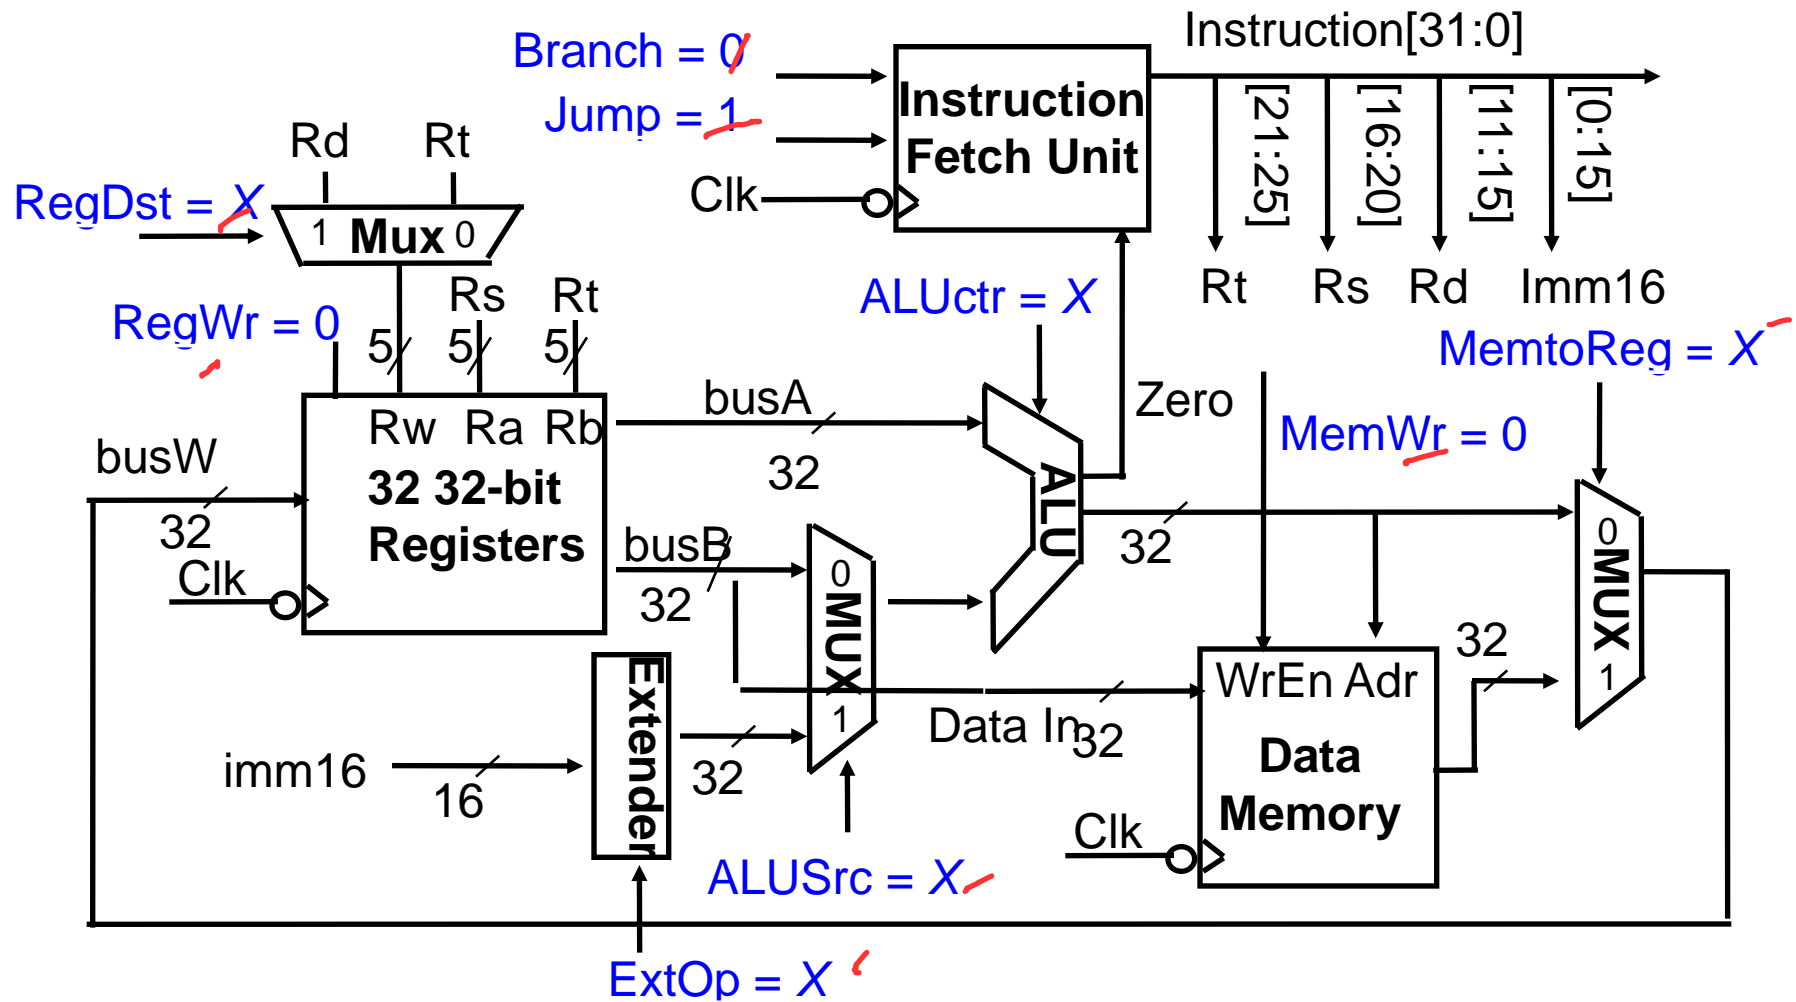 Instruction[31:0]
Branch = 0
Jump = 1
Clk
Instruction
Fetch Unit
[21:25]
[16:20]
[11:15]
[0:15]
Rt
Rs
Rd
Imm16
Rd
Rt
RegDst = X
1 Mux 0
RegWr = 0
Rs
Rt
5
5
5
ALUctr = X
MemtoReg = X
busW
32
Clk
Rw Ra Rb
32 32-bit
Registers
busA
32
busB
32
Zero
MemWr = 0
ALU
32
0
MUX
1
0
MUX
1
32
imm16
16
Extender
32
Data In
32
WrEn Adr
Data
Memory
Clk
ALUSrc = X
ExtOp = X